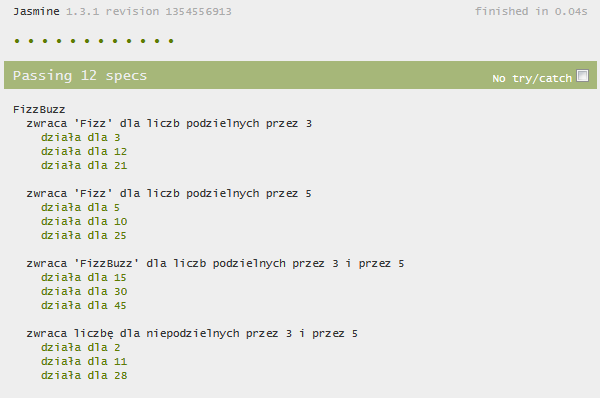 Jasmine 1.3.1 revision 1354556913 finished in 0.04s
• • • • • • • • • • • •
Passing 12 specs No try/catch
FizzBuzz
zwraca 'Fizz' dla liczb podzielnych przez 3
działa dla 3
działa dla 12
działa dla 21
zwraca 'Fizz' dla liczb podzielnych przez 5
działa dla 5
działa dla 10
działa dla 25
zwraca 'FizzBuzz' dla liczb podzielnych przez 3 i przez 5
działa dla 15
działa dla 30
działa dla 45
zwraca liczbę dla niepodzielnych przez 3 i przez 5
działa dla 2
działa dla 11
działa dla 28